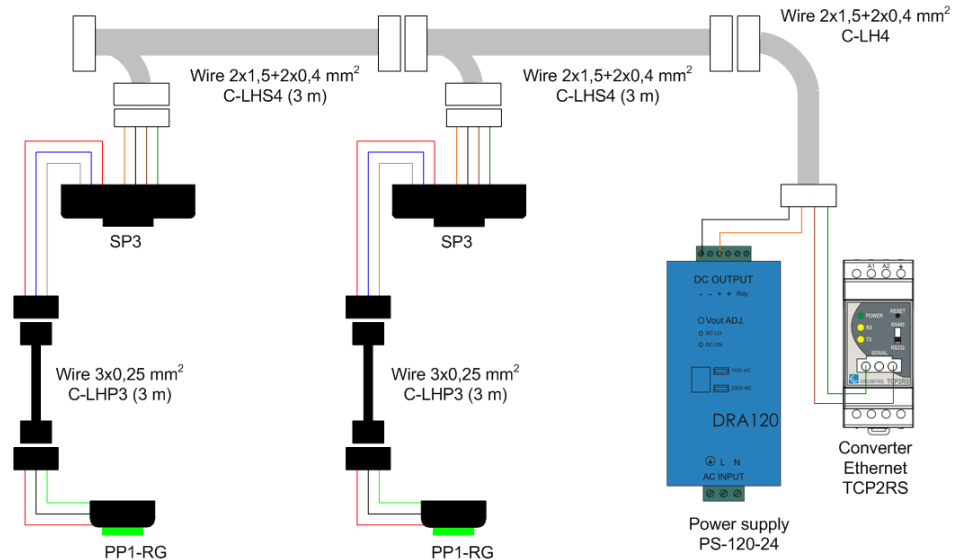 Wire 2x1,5+2x0,4 mm²
C-LH4
Wire 2x1,5+2x0,4 mm²
C-LHS4 (3 m)
Wire 2x1,5+2x0,4 mm²
C-LHS4 (3 m)
SP3
SP3
DC OUTPUT
- - + + Rdy
Vout ADJ.
DC LO
DC ON
110V AC
230V AC
DRA120
L N
AC INPUT
A1 A2
POWER
RESET
RX
RS485
TX
RS232
SERIAL
CIRCONTROL TCP2RS
Wire 3x0,25 mm²
C-LHP3 (3 m)
Wire 3x0,25 mm²
C-LHP3 (3 m)
Converter
Ethernet
TCP2RS
Power supply
PS-120-24
PP1-RG
PP1-RG